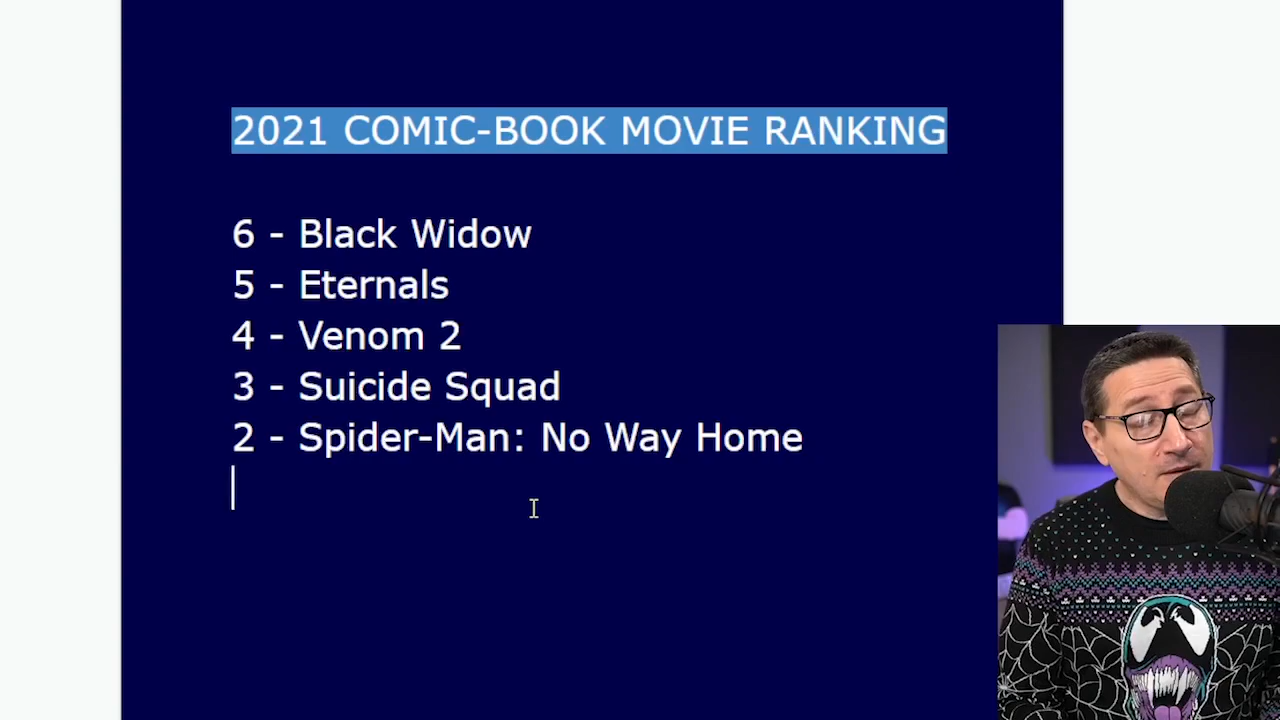 2021 COMIC-BOOK MOVIE RANKING
6 - Black Widow
5 - Eternals
4 - Venom 2
3 - Suicide Squad
2 - Spider-Man: No Way Home